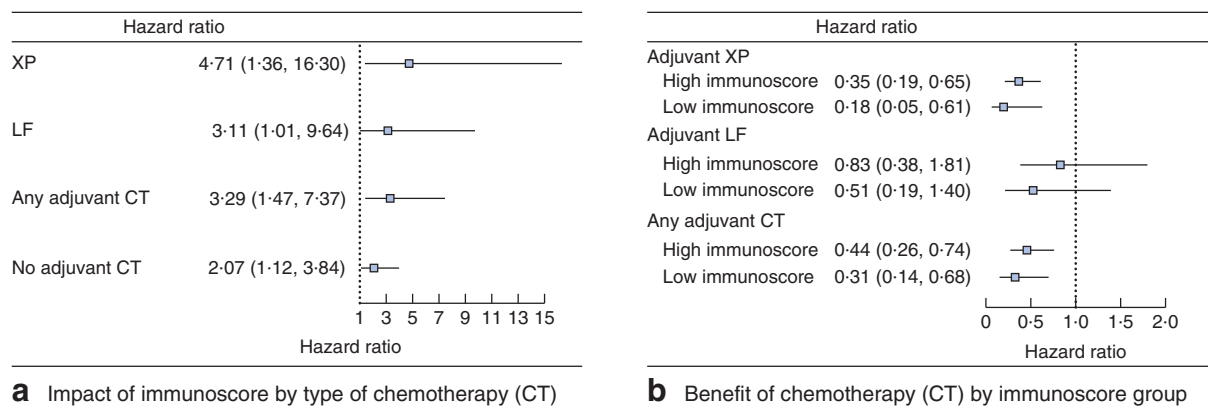 Hazard ratio
XP 4·71 (1·36, 16·30)
LF 3·11 (1·01, 9·64)
Any adjuvant CT 3·29 (1·47, 7·37)
No adjuvant CT 2·07 (1·12, 3·84)
1 3 5 7 9 11 13 15
Hazard ratio
a Impact of immunoscore by type of chemotherapy (CT)
Hazard ratio
Adjuvant XP
High immunoscore 0·35 (0·19, 0·65)
Low immunoscore 0·18 (0·05, 0·61)
Adjuvant LF
High immunoscore 0·83 (0·38, 1·81)
Low immunoscore 0·51 (0·19, 1·40)
Any adjuvant CT
High immunoscore 0·44 (0·26, 0·74)
Low immunoscore 0·31 (0·14, 0·68)
0 0·5 1·0 1·5 2·0
Hazard ratio
b Benefit of chemotherapy (CT) by immunoscore group